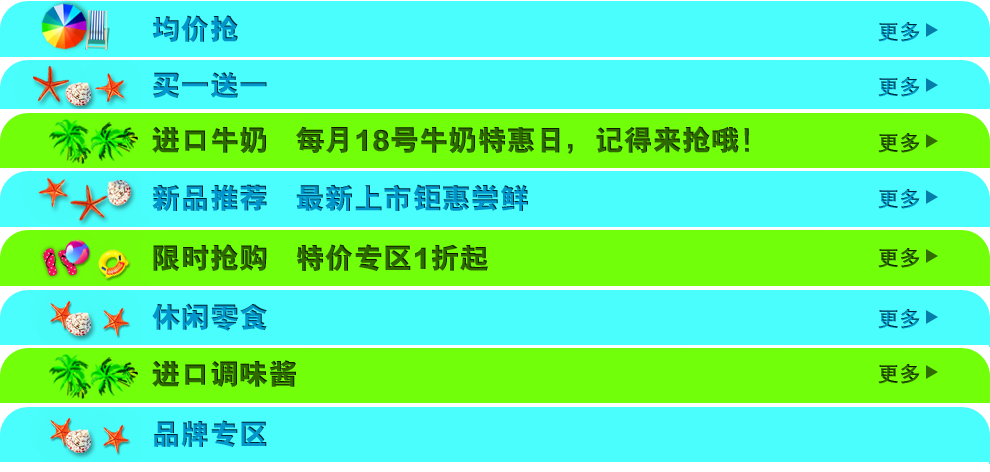 均价抢 更多
买一送一 更多
进口牛奶 每月18号牛奶特惠日，记得来抢哦！ 更多
新品推荐 最新上市钜惠尝鲜 更多
限时抢购 特价专区1折起 更多
休闲零食 更多
进口调味酱 更多
品牌专区